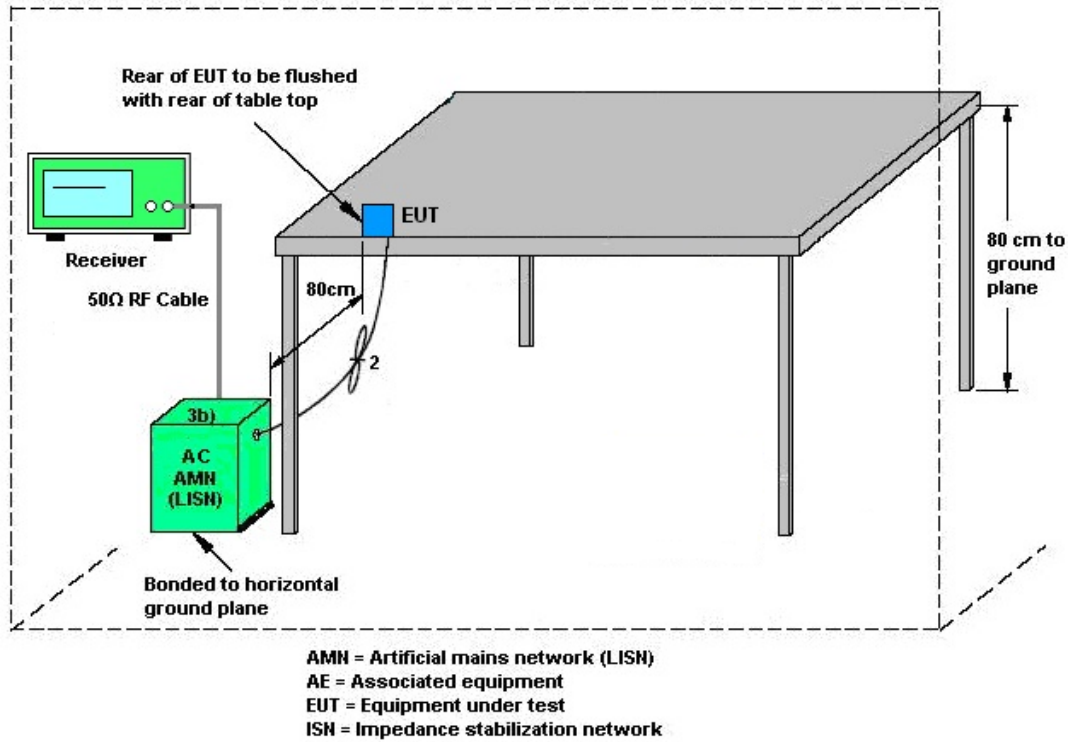 Rear of EUT to be flushed
with rear of table top
EUT
Receiver
50Ω RF Cable
80cm
80 cm to
ground
plane
2
3b)
AC
AMN
(LISN)
Bonded to horizontal
ground plane
AMN = Artificial mains network (LISN)
AE = Associated equipment
EUT = Equipment under test
ISN = Impedance stabilization network